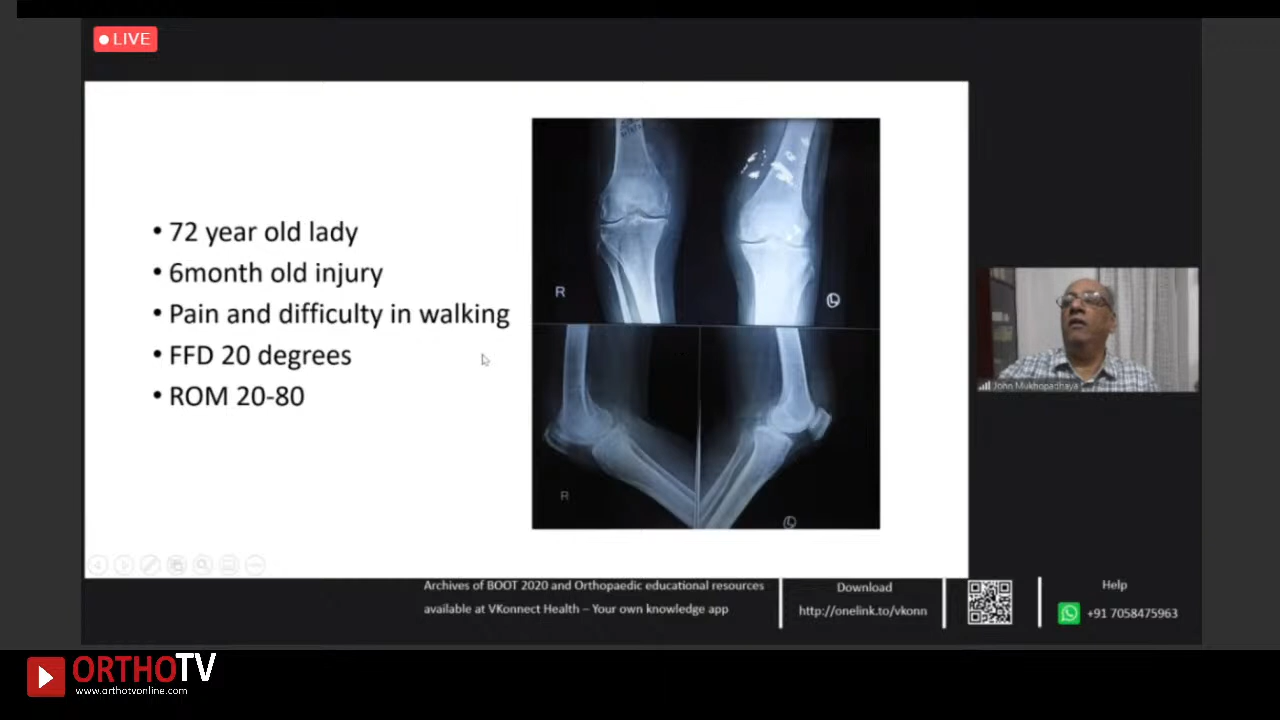 LIVE
• 72 year old lady
• 6month old injury
• Pain and difficulty in walking
• FFD 20 degrees
• ROM 20-80
R
L
R
L
John Mukhopadhaya
Archives of BOOT 2020 and Orthopaedic educational resources
available at VKonnect Health – Your own knowledge app
Download
http://onelink.to/vkonn
Help
+91 7058475963
ORTHOTV
www.orthotvonline.com